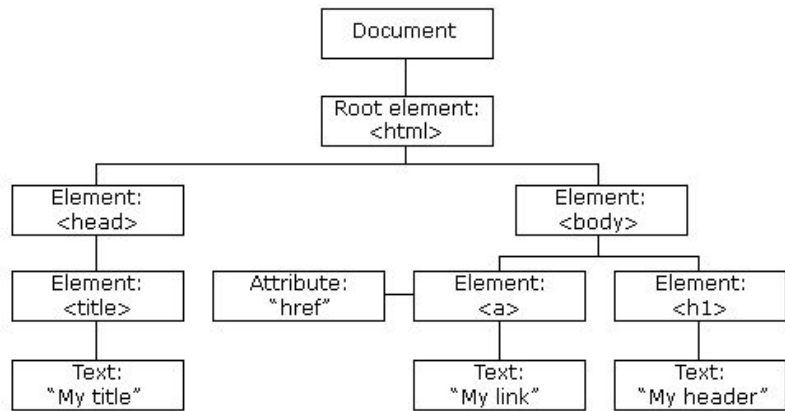 Document
Root element:
<html>
Element:
<head>
Element:
<body>
Element:
<title>
Attribute:
“href”
Element:
<a>
Element:
<h1>
Text:
“My title”
Text:
“My link”
Text:
“My header”